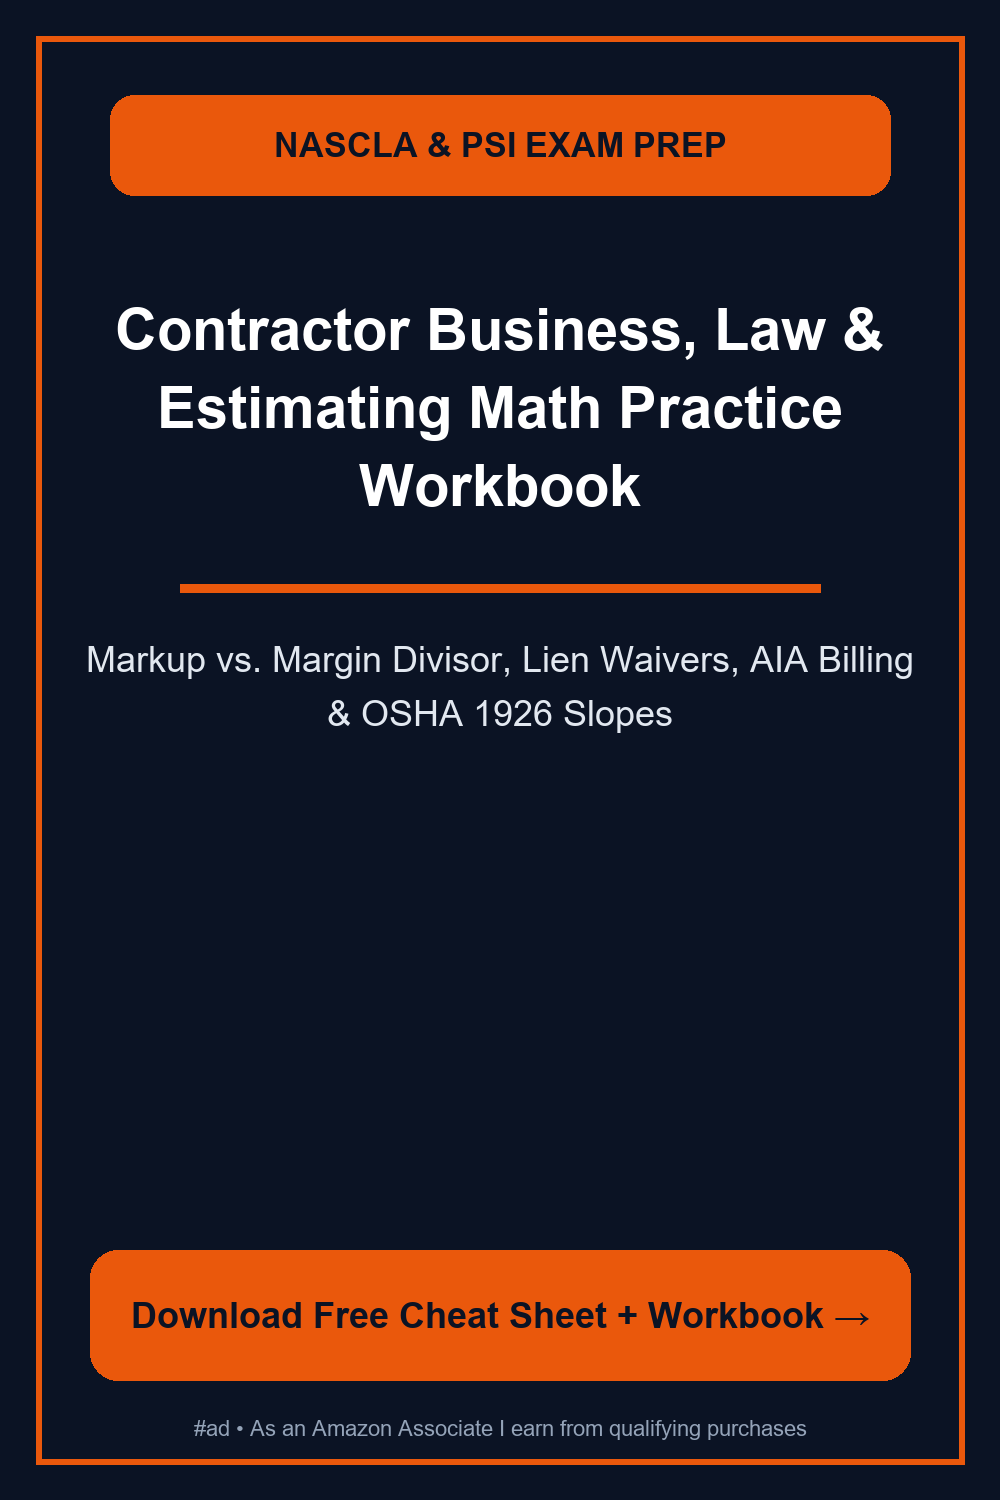 NASCLA & PSI EXAM PREP
Contractor Business, Law &
Estimating Math Practice
Workbook
Markup vs. Margin Divisor, Lien Waivers, AIA Billing
& OSHA 1926 Slopes
Download Free Cheat Sheet + Workbook →
#ad • As an Amazon Associate I earn from qualifying purchases